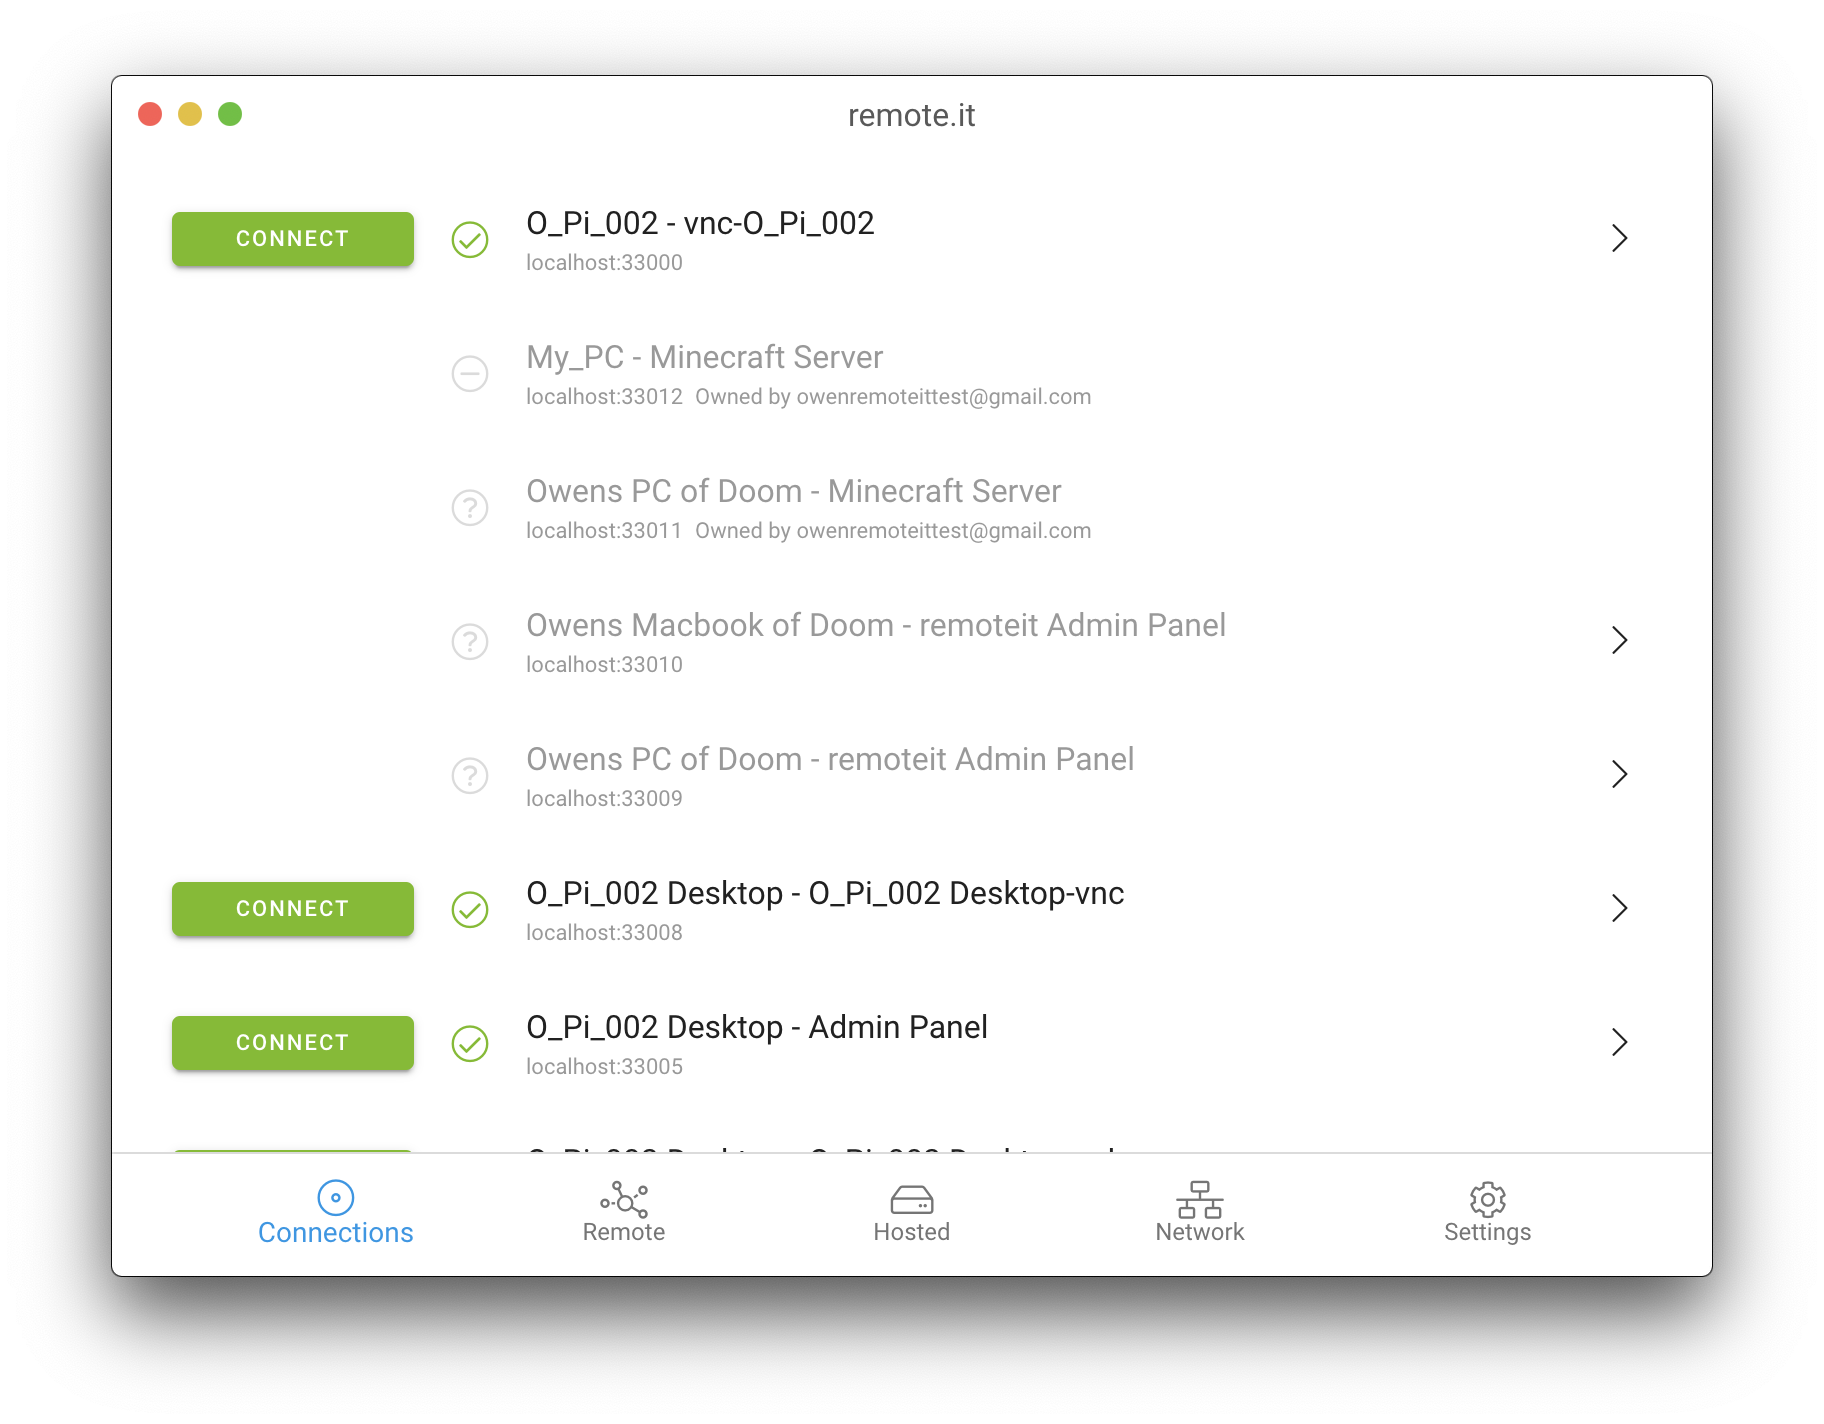 remote.it
CONNECT
O_Pi_002 - vnc-O_Pi_002
localhost:33000
My_PC - Minecraft Server
localhost:33012 Owned by owenremoteittest@gmail.com
Owens PC of Doom - Minecraft Server
localhost:33011 Owned by owenremoteittest@gmail.com
Owens Macbook of Doom - remoteit Admin Panel
localhost:33010
Owens PC of Doom - remoteit Admin Panel
localhost:33009
CONNECT
O_Pi_002 Desktop - O_Pi_002 Desktop-vnc
localhost:33008
CONNECT
O_Pi_002 Desktop - Admin Panel
localhost:33005
Connections
Remote
Hosted
Network
Settings